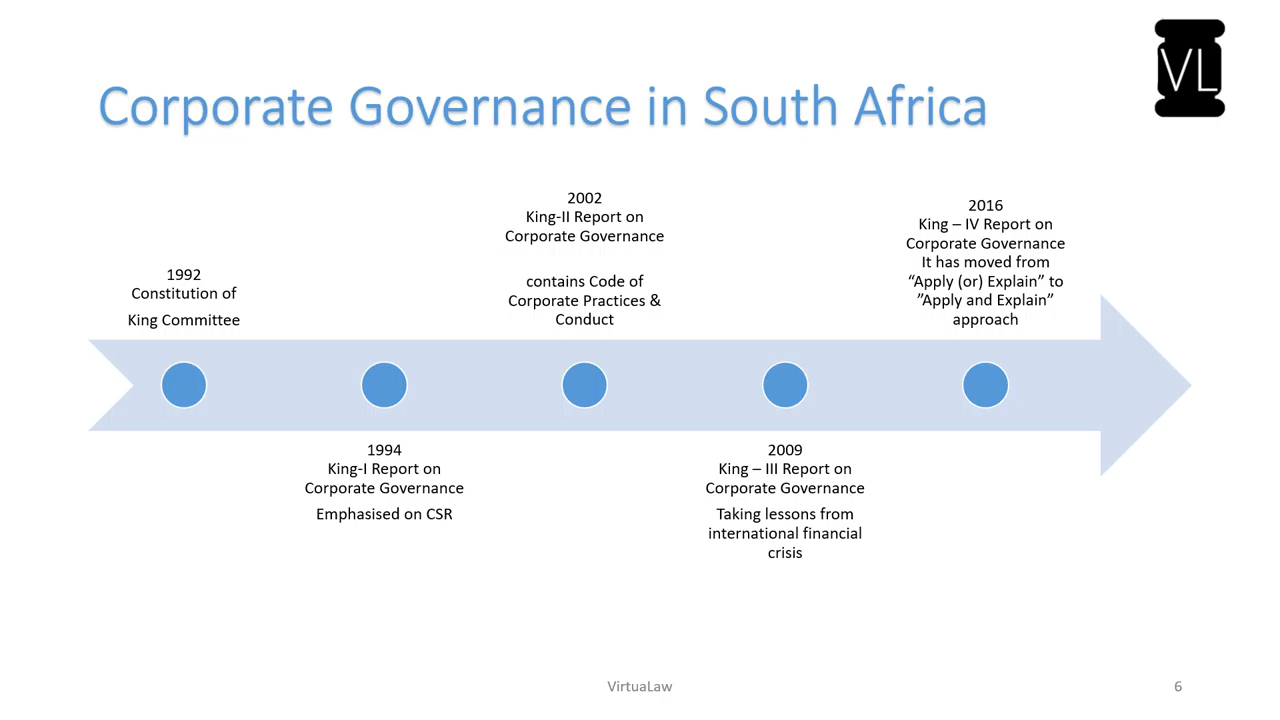 VL
Corporate Governance in South Africa
1992
Constitution of
King Committee
1994
King-I Report on
Corporate Governance
Emphasised on CSR
2002
King-II Report on
Corporate Governance
contains Code of
Corporate Practices &
Conduct
2009
King – III Report on
Corporate Governance
Taking lessons from
international financial
crisis
2016
King – IV Report on
Corporate Governance
It has moved from
“Apply (or) Explain” to
”Apply and Explain”
approach
VirtuaLaw
6